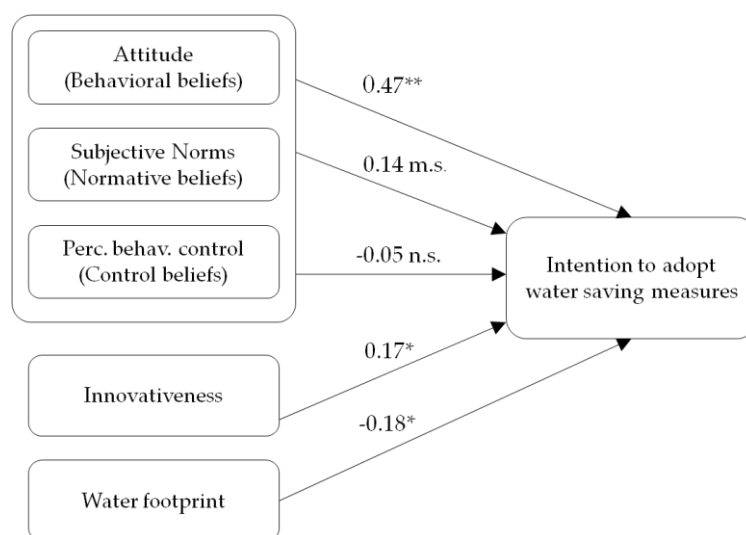 Attitude
(Behavioral beliefs)
0.47**
Subjective Norms
(Normative beliefs)
0.14 m.s.
Perc. behav. control
(Control beliefs)
-0.05 n.s.
Intention to adopt
water saving measures
Innovativeness
0.17*
Water footprint
-0.18*